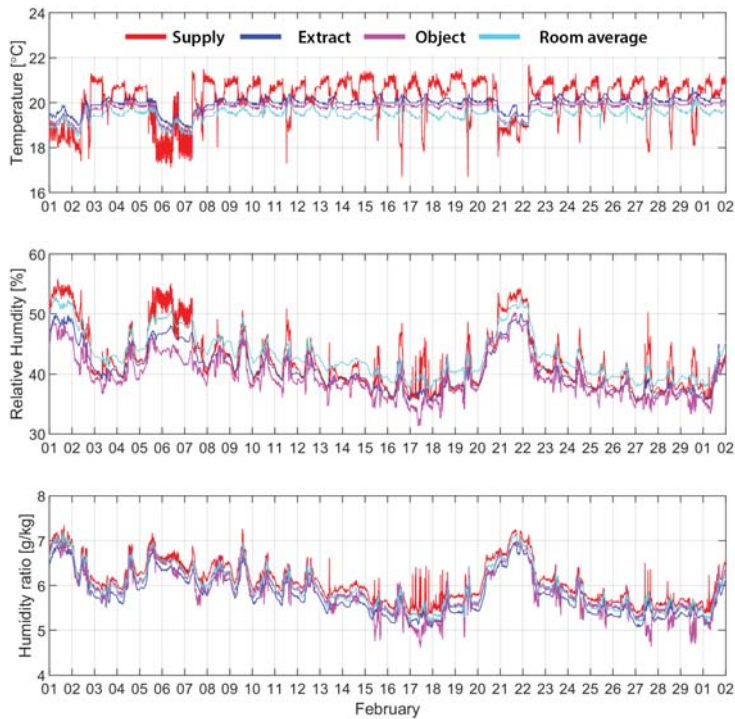 24
Supply Extract Object Room average
22
20
18
16
Temperature [°C]
01 02 03 04 05 06 07 08 09 10 11 12 13 14 15 16 17 18 19 20 21 22 23 24 25 26 27 28 29 01 02
60
50
40
30
Relative Humdity [%]
01 02 03 04 05 06 07 08 09 10 11 12 13 14 15 16 17 18 19 20 21 22 23 24 25 26 27 28 29 01 02
8
7
6
5
4
Humidity ratio [g/kg]
01 02 03 04 05 06 07 08 09 10 11 12 13 14 15 16 17 18 19 20 21 22 23 24 25 26 27 28 29 01 02
February